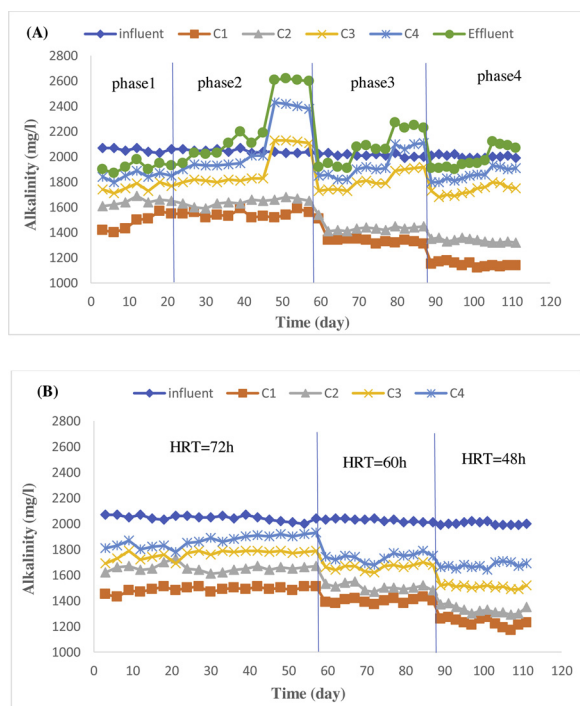 (A)
influent C1 C2 C3 C4 Effluent
2800
2600
2400
2200
2000
1800
1600
1400
1200
1000
phase1 phase2 phase3 phase4
Alkalinity (mg/l)
0 10 20 30 40 50 60 70 80 90 100 110 120
Time (day)
(B)
influent C1 C2 C3 C4
2800
2600
2400
2200
2000
1800
1600
1400
1200
1000
HRT=72h HRT=60h HRT=48h
Alkalinity (mg/l)
0 10 20 30 40 50 60 70 80 90 100 110 120
Time (day)